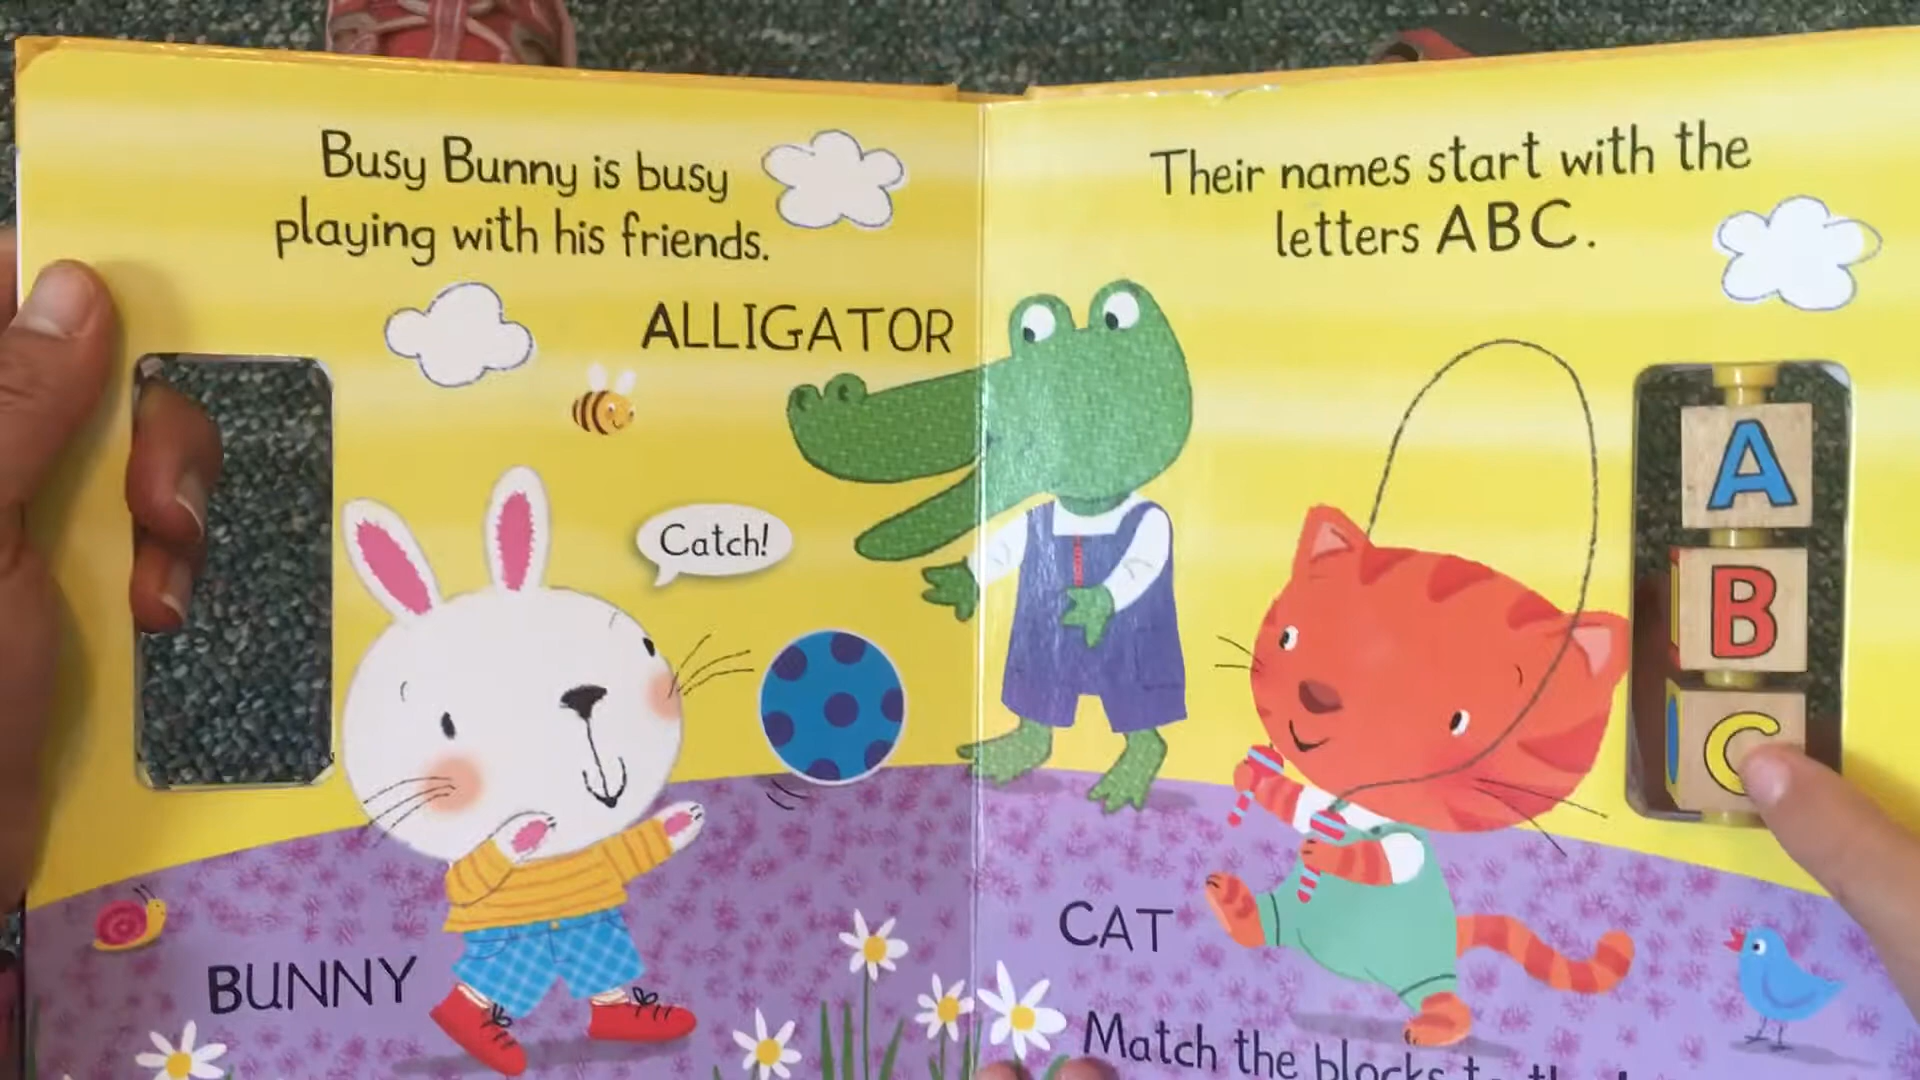 Busy Bunny is busy
playing with his friends.
ALLIGATOR
Catch!
BUNNY
Their names start with the
letters ABC.
A
B
C
CAT
Match the blocks